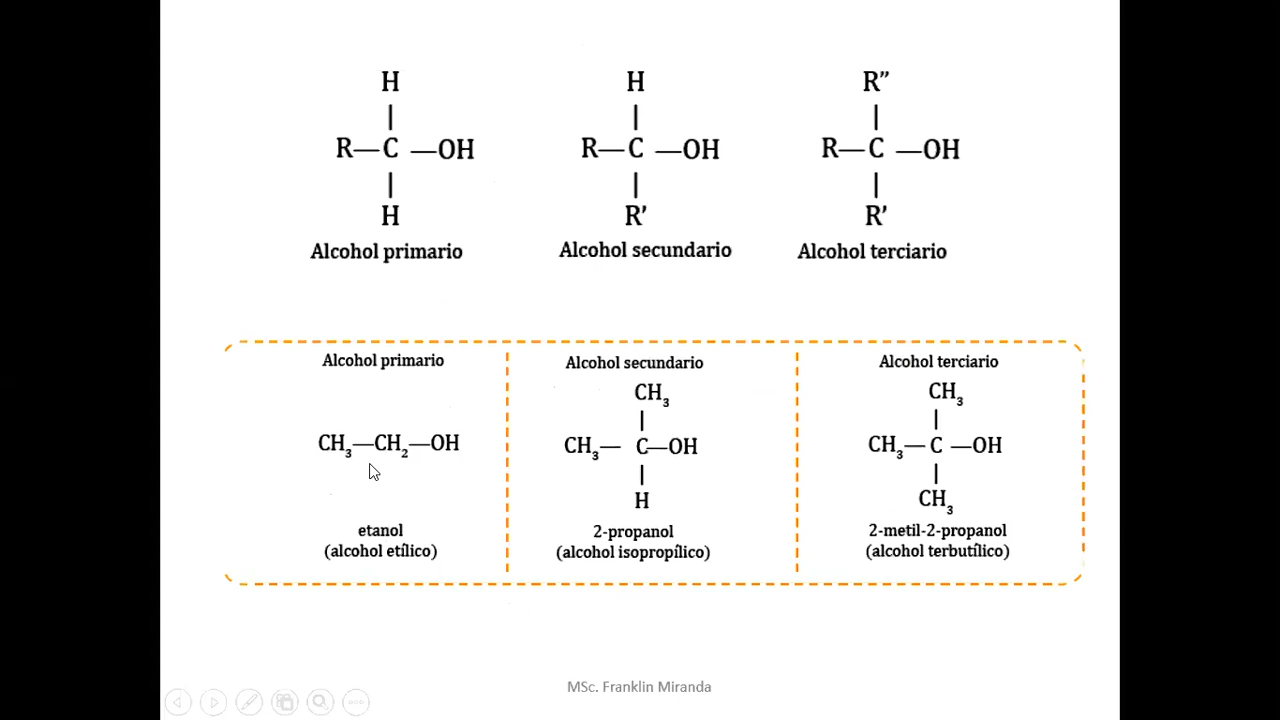 H H R”
| | |
R—C —OH R—C —OH R—C —OH
| | |
H R’ R’
Alcohol primario Alcohol secundario Alcohol terciario
Alcohol primario Alcohol secundario Alcohol terciario
CH₃ CH₃
| |
CH₃—CH₂—OH CH₃— C—OH CH₃—C —OH
| |
H CH₃
etanol 2-propanol 2-metil-2-propanol
(alcohol etílico) (alcohol isopropílico) (alcohol terbutílico)
MSc. Franklin Miranda